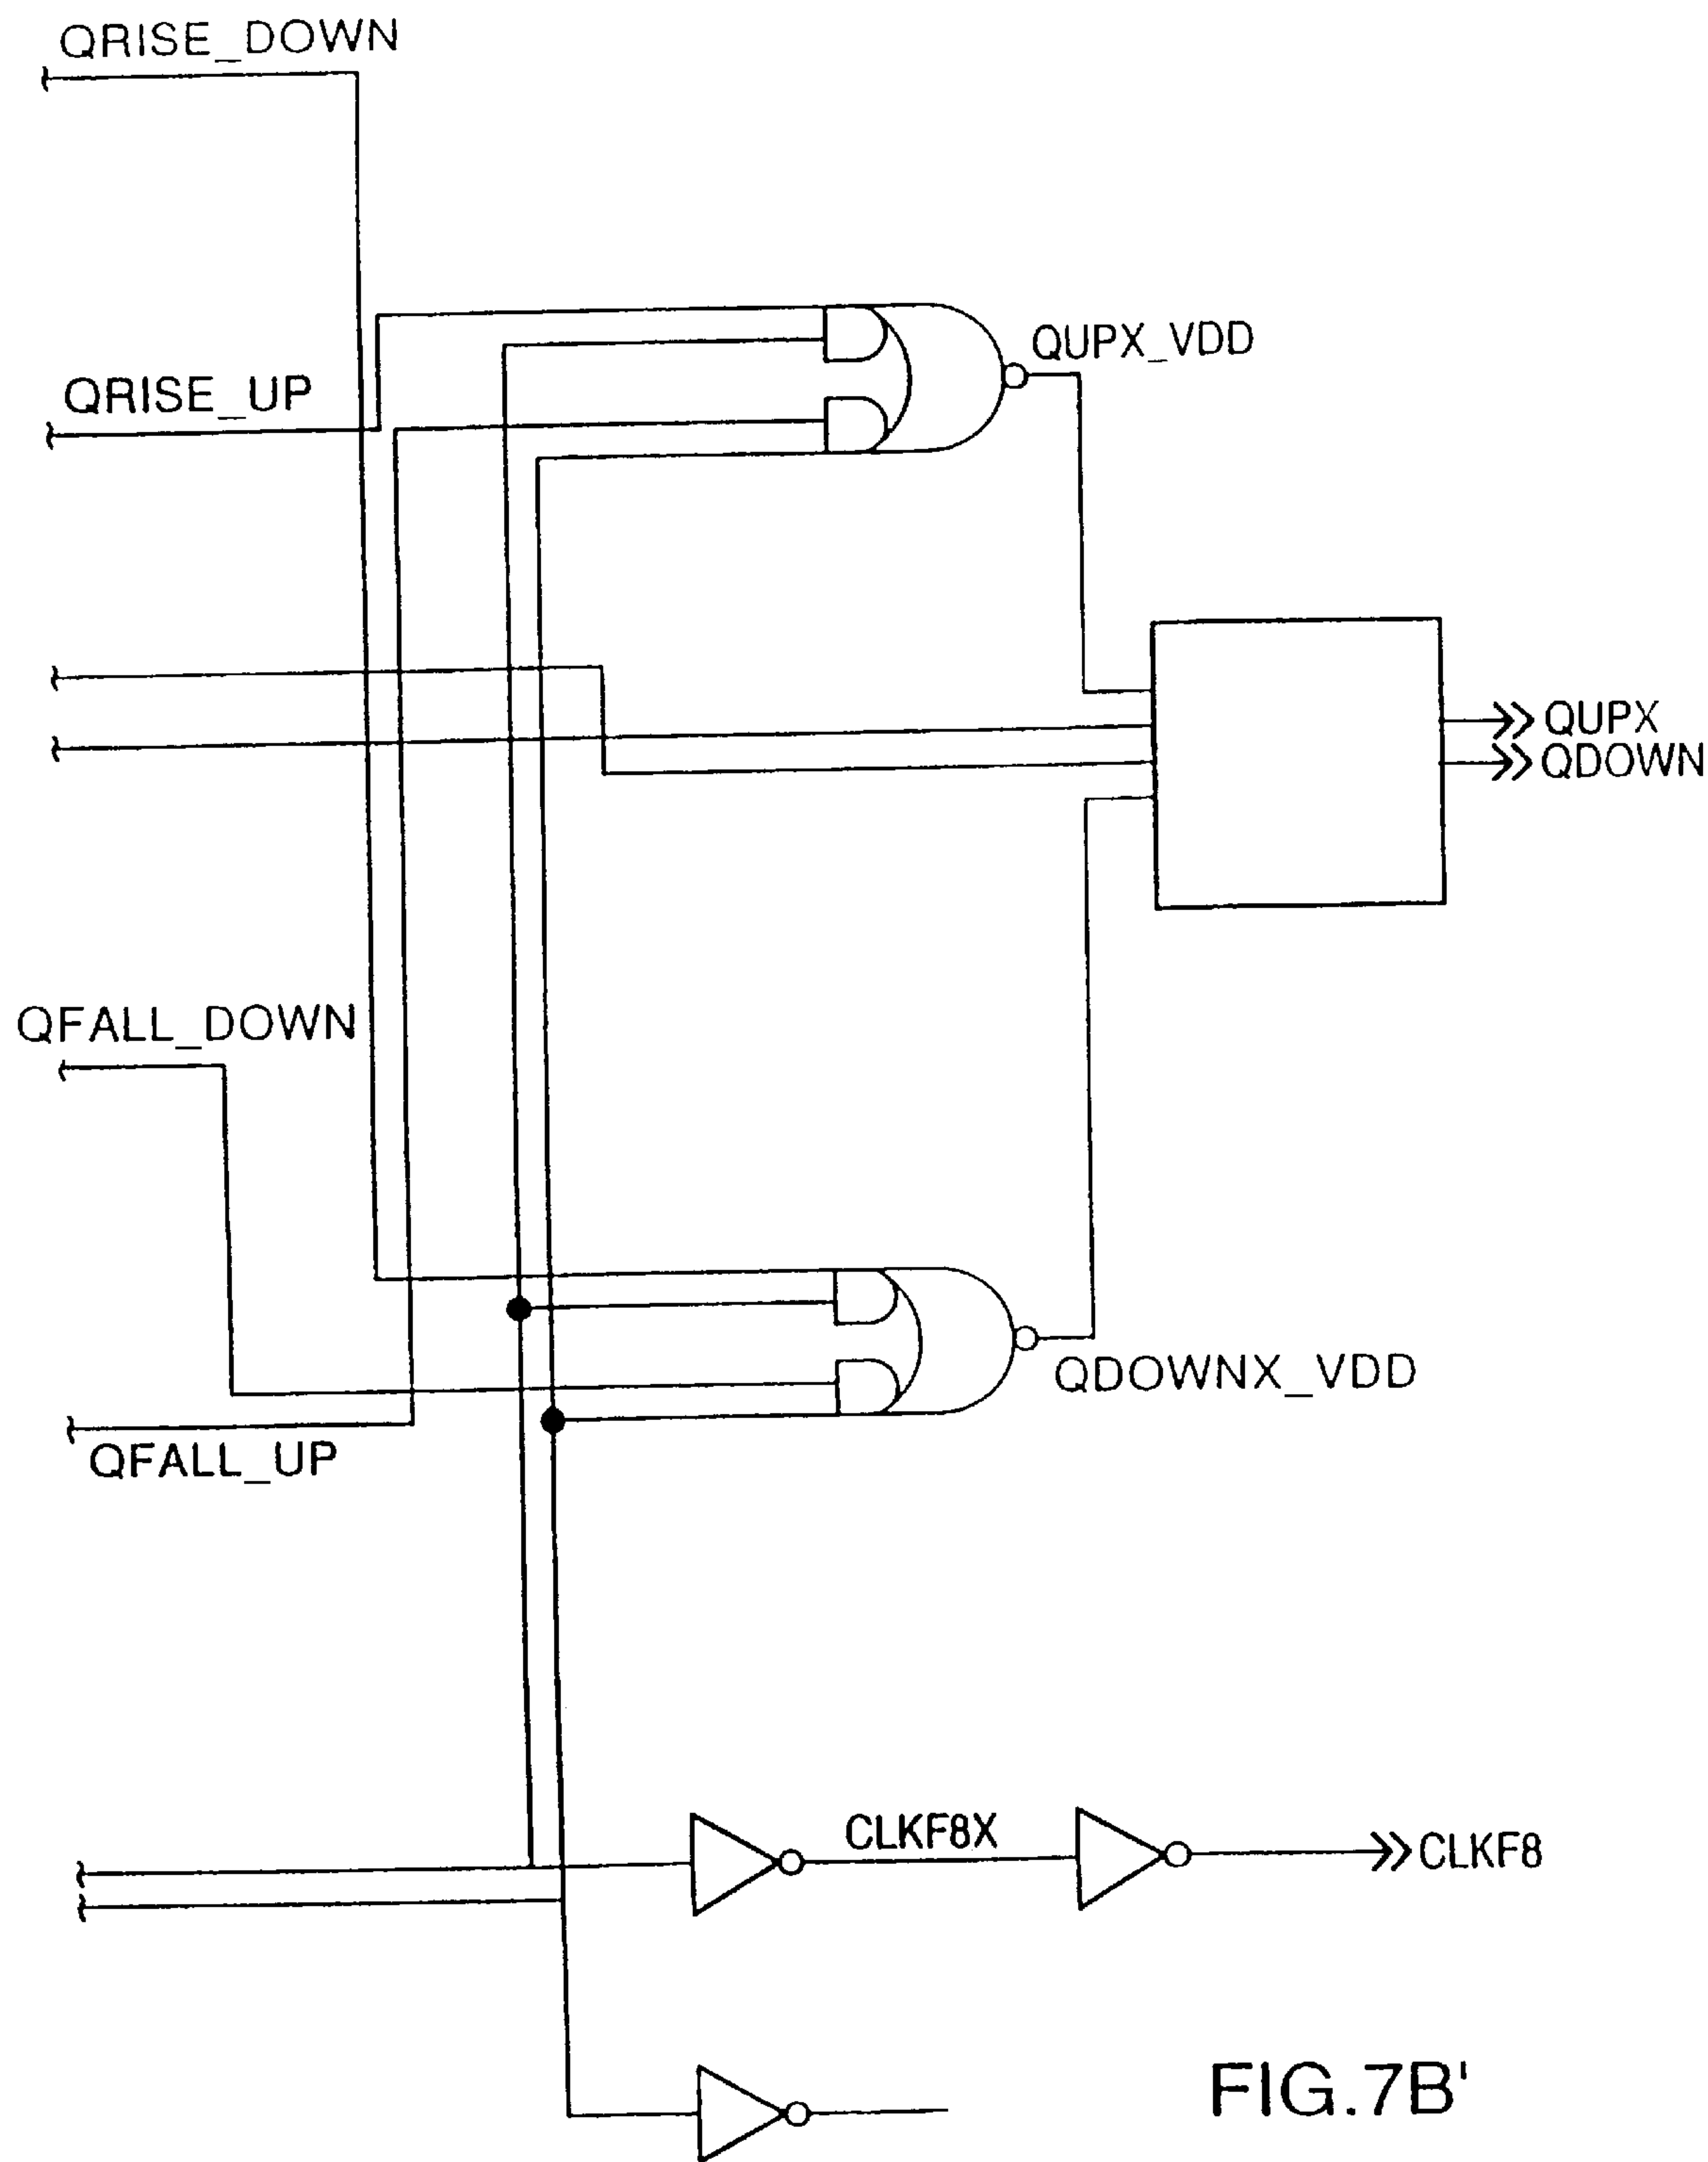 QRISE_DOWN
QUPX_VDD
QRISE_UP
QUPX
QDOWN
QFALL_DOWN
QDOWNX_VDD
QFALL_UP
CLKF8X
CLKF8
FIG.7B'